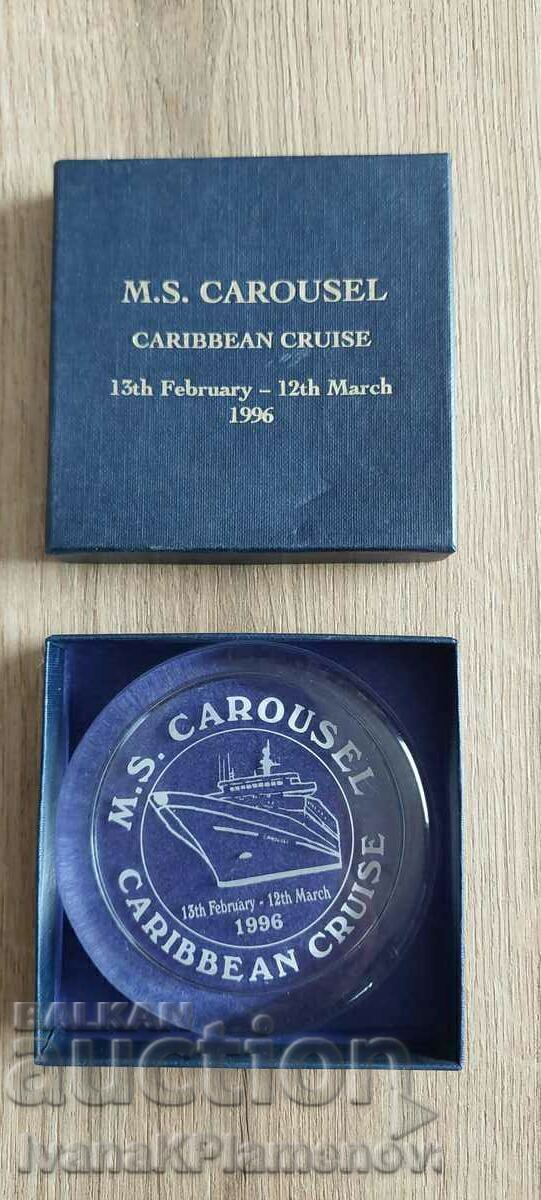 M.S. CAROUSEL
CARIBBEAN CRUISE
13th February – 12th March
1996
M.S. CAROUSEL
13th February - 12th March
1996
CARIBBEAN CRUISE
BALKAN
auction
IvanaKPlamenov